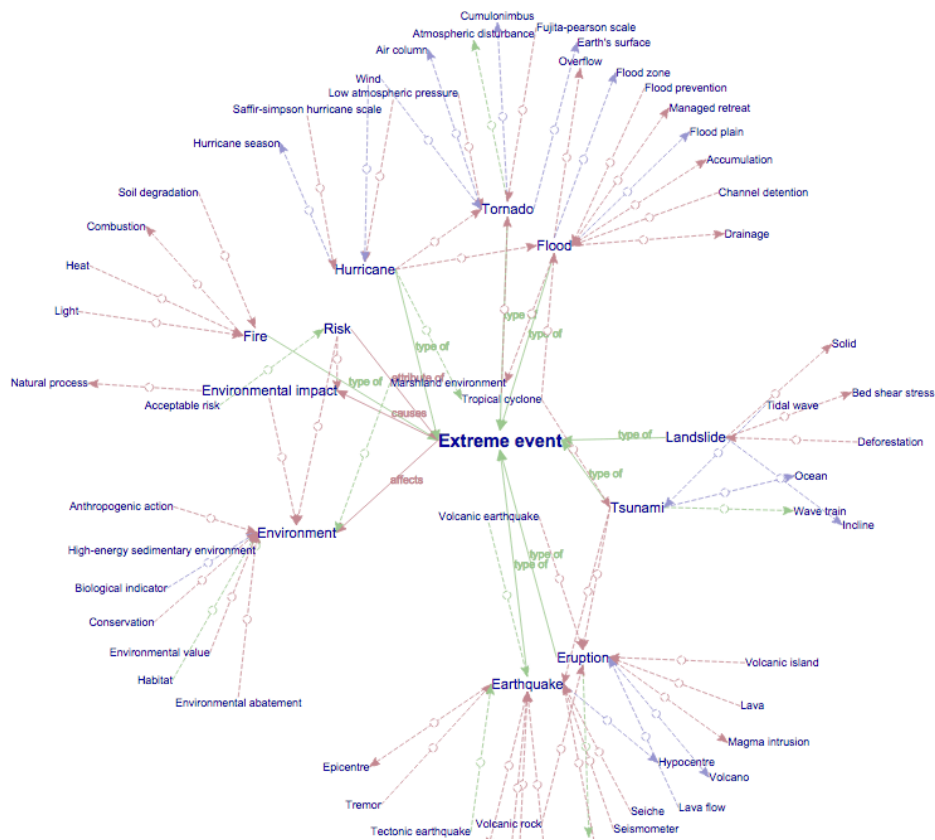 Cumulonimbus
Fujita-pearson scale
Atmospheric disturbance
Earth's surface
Air column
Overflow
Flood zone
Wind
Flood prevention
Low atmospheric pressure
Saffir-simpson hurricane scale
Managed retreat
Flood plain
Hurricane season
Accumulation
Soil degradation
Channel detention
Tornado
Combustion
Drainage
Flood
Heat
Hurricane
Light
type of
Risk
Fire
type of
type of
type of
Solid
attribute of
Natural process
Environmental impact
type of
Marshland environment
Bed shear stress
Acceptable risk
Tropical cyclone
Tidal wave
causes
Extreme event
type of
Landslide
Deforestation
type of
Ocean
affects
Anthropogenic action
Tsunami
Wave train
Volcanic earthquake
Incline
Environment
High-energy sedimentary environment
type of
type of
Biological indicator
Conservation
Environmental value
Eruption
Volcanic island
Habitat
Earthquake
Environmental abatement
Lava
Magma intrusion
Epicentre
Hypocentre
Volcano
Tremor
Lava flow
Seiche
Tectonic earthquake
Volcanic rock
Seismometer